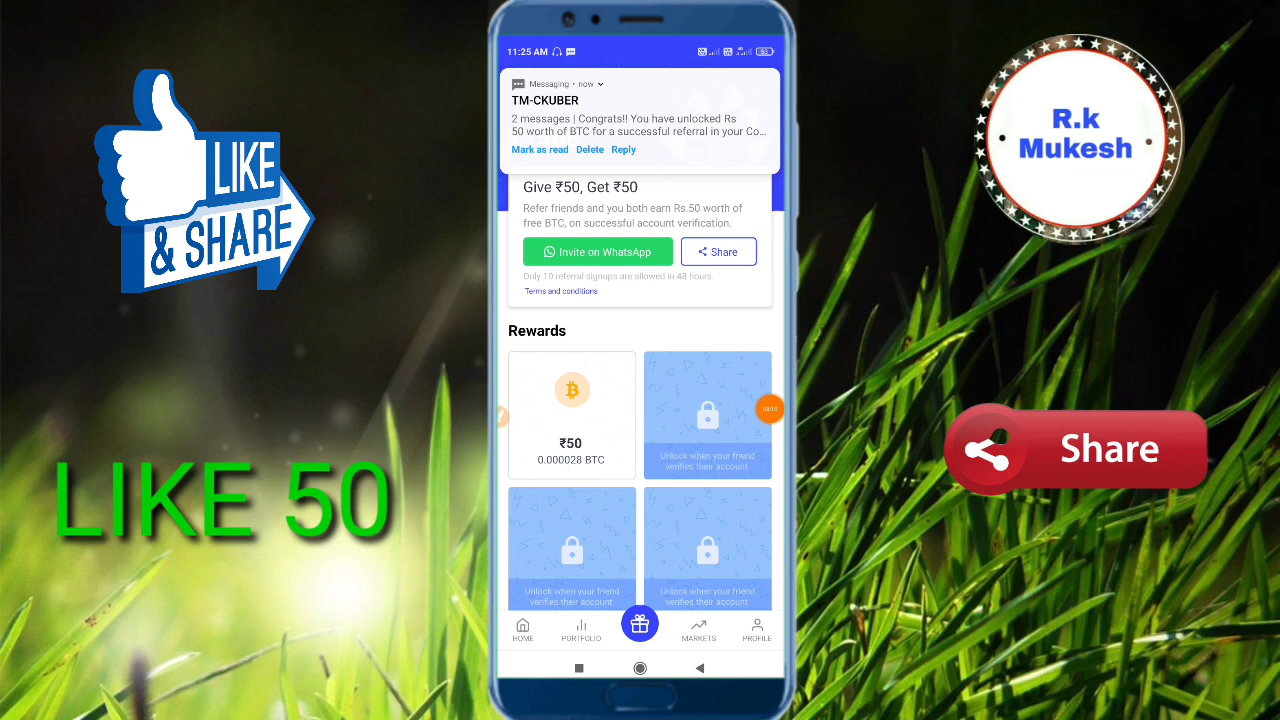 LIKE
& SHARE
LIKE 50
11:25 AM
Messaging • now
TM-CKUBER
2 messages | Congrats!! You have unlocked Rs
50 worth of BTC for a successful referral in your Co...
Mark as read Delete Reply
Give ₹50, Get ₹50
Refer friends and you both earn Rs.50 worth of
free BTC, on successful account verification.
Invite on WhatsApp
Share
Only 10 referral signups are allowed in 48 hours.
Terms and conditions
Rewards
₹50
0.000028 BTC
Unlock when your friend
verifies their account
Unlock when your friend
verifies their account
Unlock when your friend
verifies their account
HOME
PORTFOLIO
MARKETS
PROFILE
R.k
Mukesh
Share